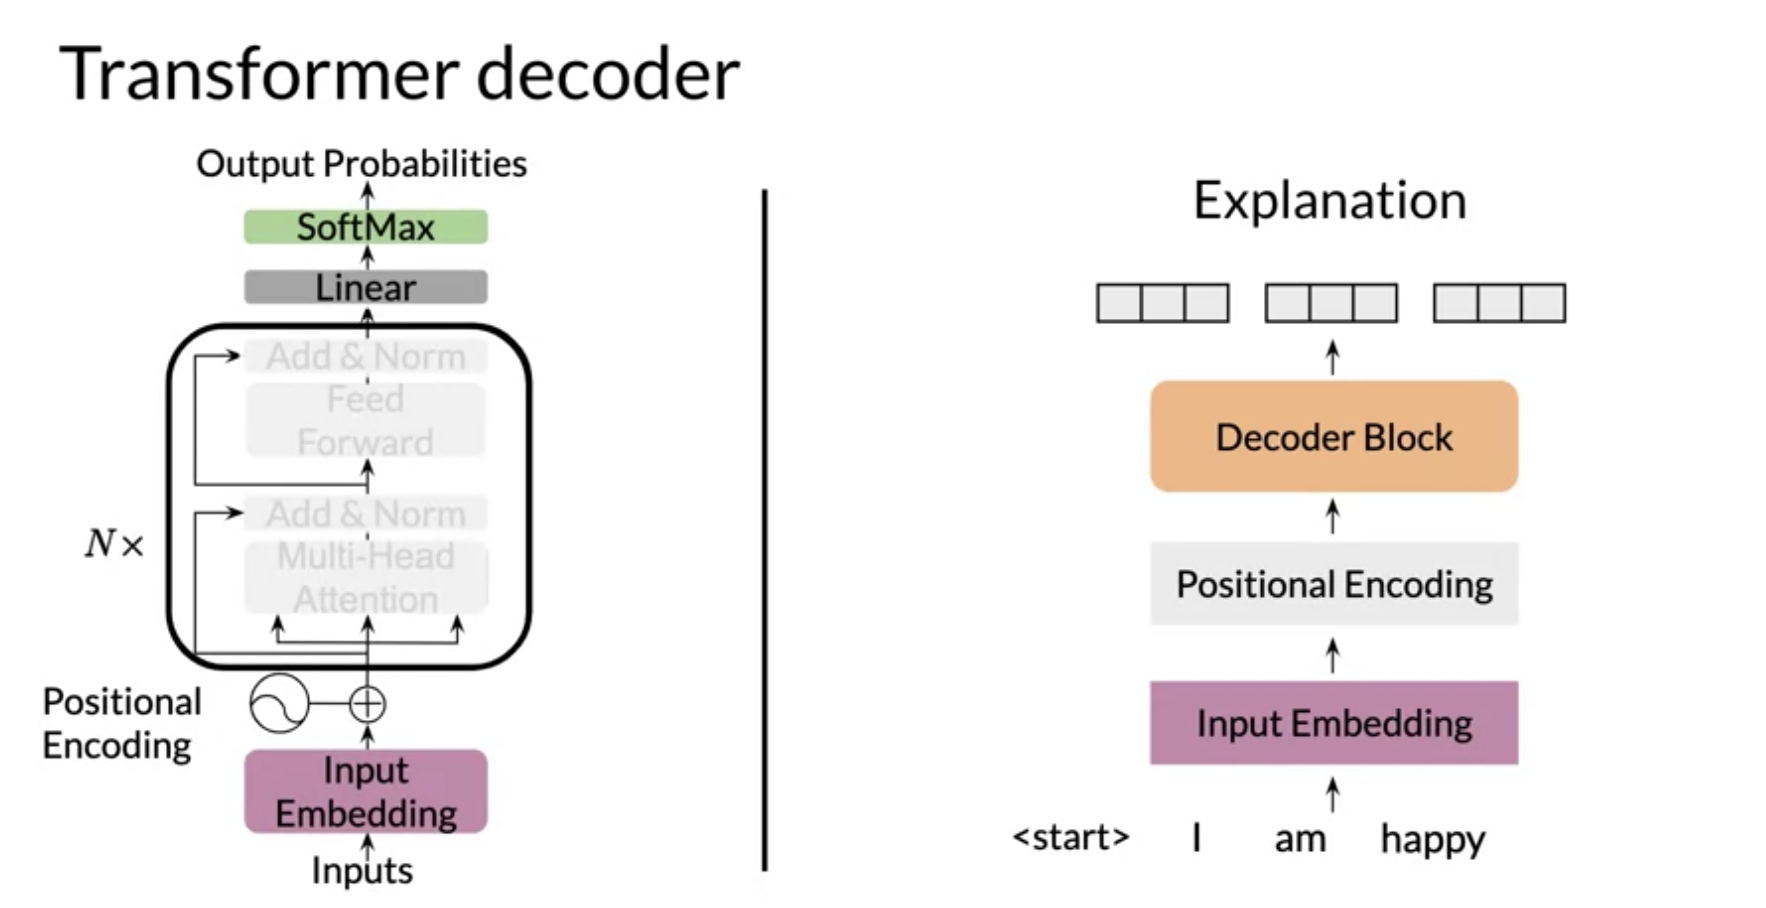 Transformer decoder
Output Probabilities
SoftMax
Linear
Add & Norm
Feed
Forward
Add & Norm
N×
Multi-Head
Attention
Positional
Encoding
Input
Embedding
Inputs
Explanation
Decoder Block
Positional Encoding
Input Embedding
<start> I am happy